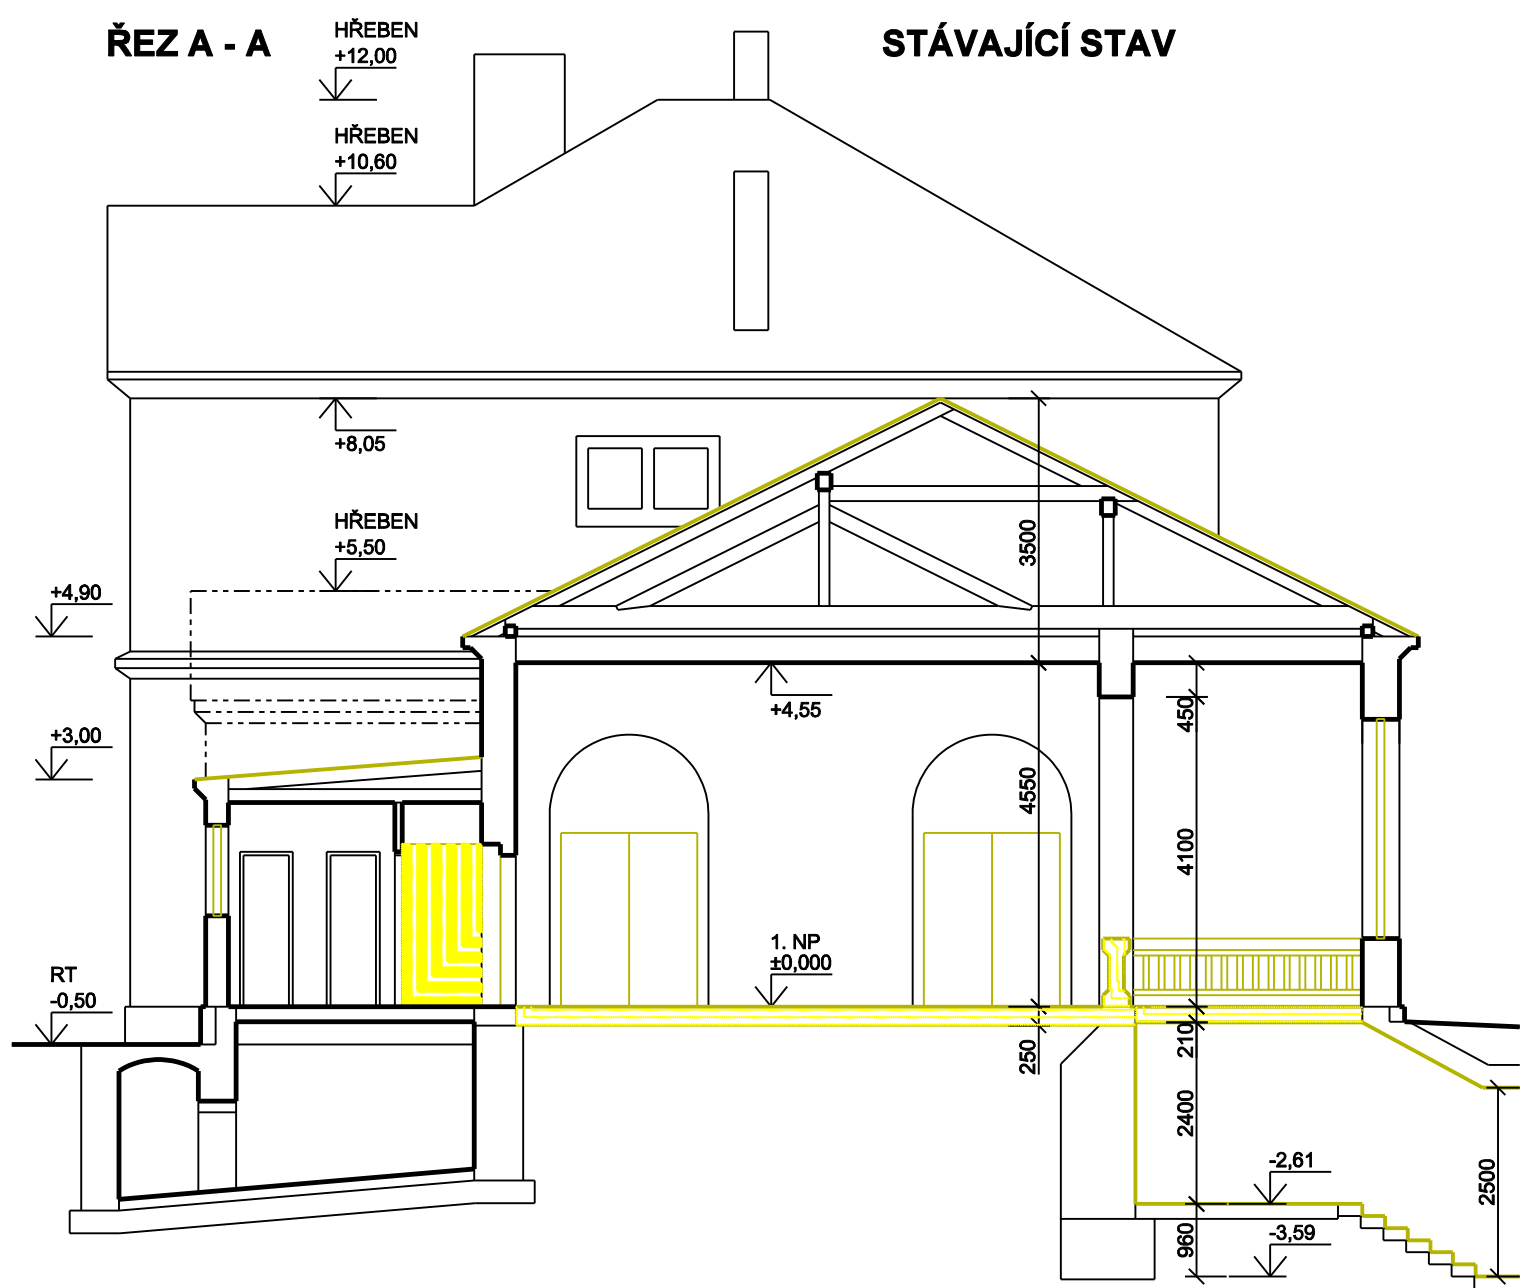 ŘEZ A - A
STÁVAJÍCÍ STAV
HŘEBEN
+12,00
HŘEBEN
+10,60
+8,05
HŘEBEN
+5,50
+4,90
+3,00
+4,55
3500
450
4550
4100
1. NP
±0,000
RT
-0,50
250
210
2400
-2,61
2500
960
-3,59